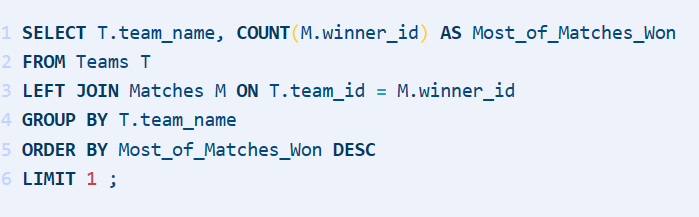 1 SELECT T.team_name, COUNT(M.winner_id) AS Most_of_Matches_Won
2 FROM Teams T
3 LEFT JOIN Matches M ON T.team_id = M.winner_id
4 GROUP BY T.team_name
5 ORDER BY Most_of_Matches_Won DESC
6 LIMIT 1 ;